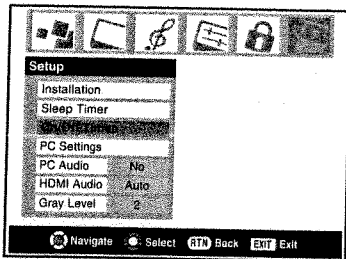 Setup
Installation
Sleep Timer
PC Settings
PC Audio No
HDMI Audio Auto
Gray Level 2
Navigate Select RTN Back EXIT Exit